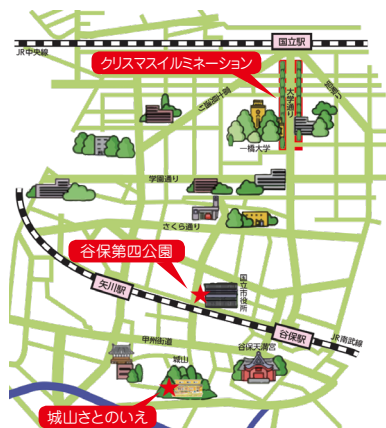 国立駅
JR中央線
クリスマスイルミネーション
大学通り
旭通り
富士見通り
一橋大学
学園通り
さくら通り
谷保第四公園
国立市役所
矢川駅
谷保駅
JR南武線
甲州街道
城山
谷保天満宮
城山さとのいえ